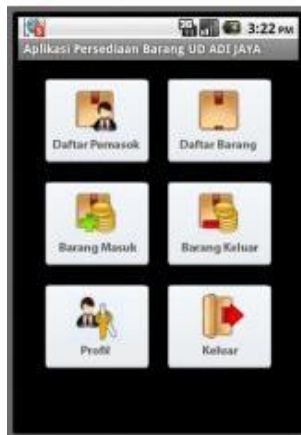 3G
3:22 PM
Aplikasi Persediaan Barang UD ADI JAYA
Daftar Pemasok
Daftar Barang
Barang Masuk
Barang Keluar
Profil
Keluar